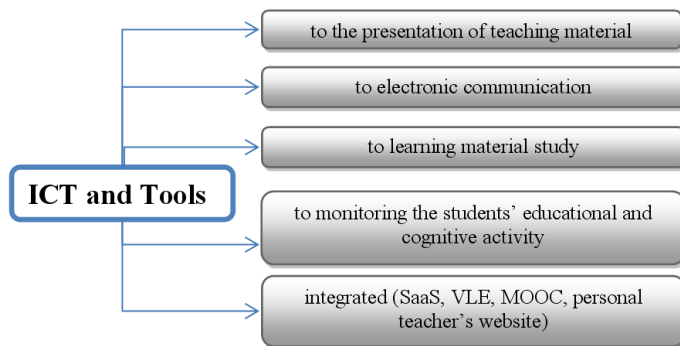 to the presentation of teaching material
to electronic communication
to learning material study
ICT and Tools
to monitoring the students’ educational and
cognitive activity
integrated (SaaS, VLE, MOOC, personal
teacher’s website)